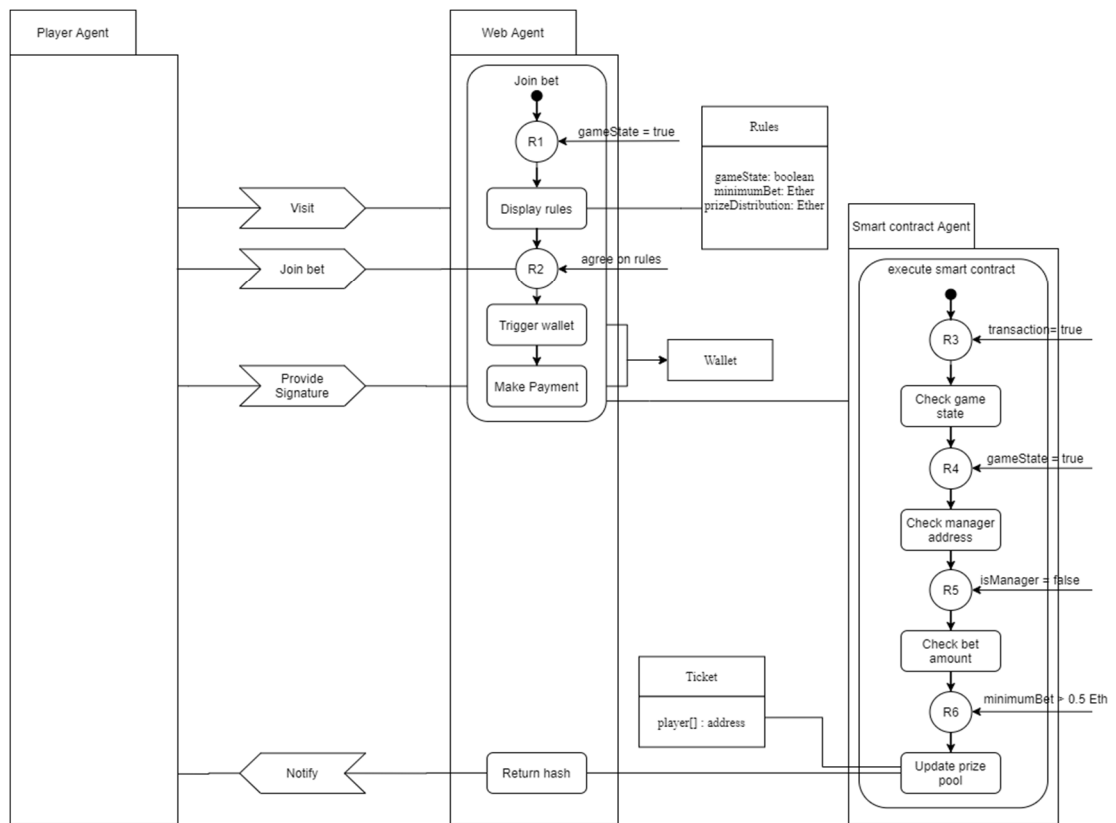 Player Agent
Web Agent
Join bet
R1
gameState = true
Rules
gameState: boolean
minimumBet: Ether
prizeDistribution: Ether
Visit
Display rules
Smart contract Agent
Join bet
R2
agree on rules
execute smart contract
Trigger wallet
R3
transaction= true
Wallet
Provide
Signature
Make Payment
Check game
state
R4
gameState = true
Check manager
address
R5
isManager = false
Check bet
amount
Ticket
player[] : address
R6
minimumBet > 0.5 Eth
Notify
Return hash
Update prize
pool